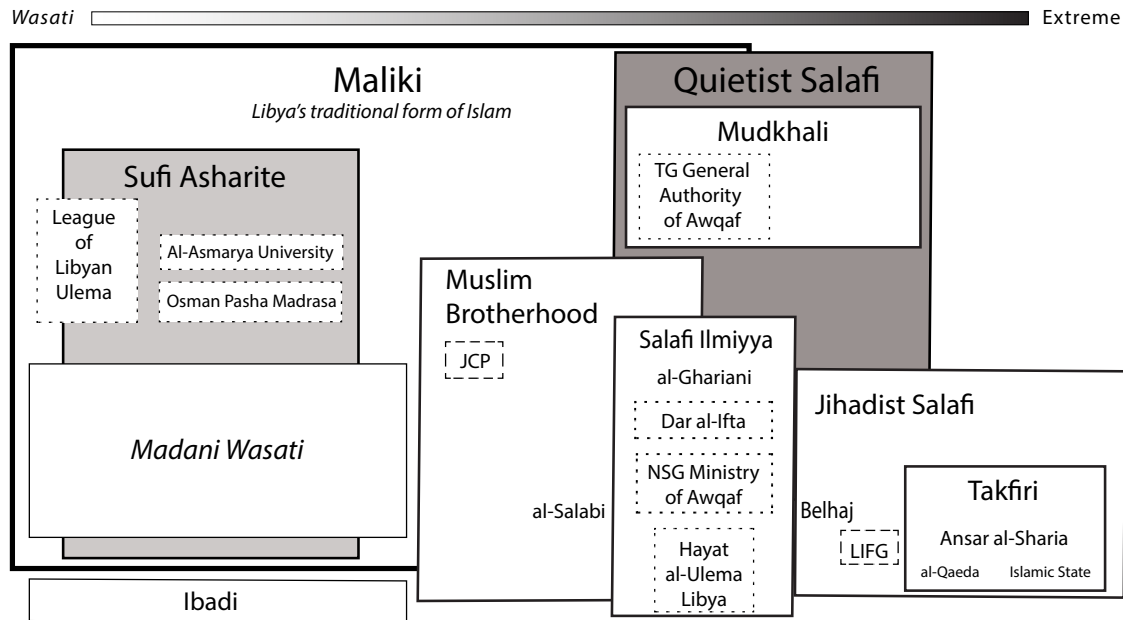 Wasati
Extreme
Maliki
Libya's traditional form of Islam
Quietist Salafi
Mudkhali
TG General
Authority
of Awqaf
Sufi Asharite
League
of
Libyan
Ulema
Al-Asmarya University
Osman Pasha Madrasa
Muslim
Brotherhood
JCP
al-Salabi
Salafi Ilmiyya
al-Ghariani
Dar al-Ifta
NSG Ministry
of Awqaf
Hayat
al-Ulema
Libya
Jihadist Salafi
Belhaj
LIFG
Takfiri
Ansar al-Sharia
al-Qaeda
Islamic State
Madani Wasati
Ibadi